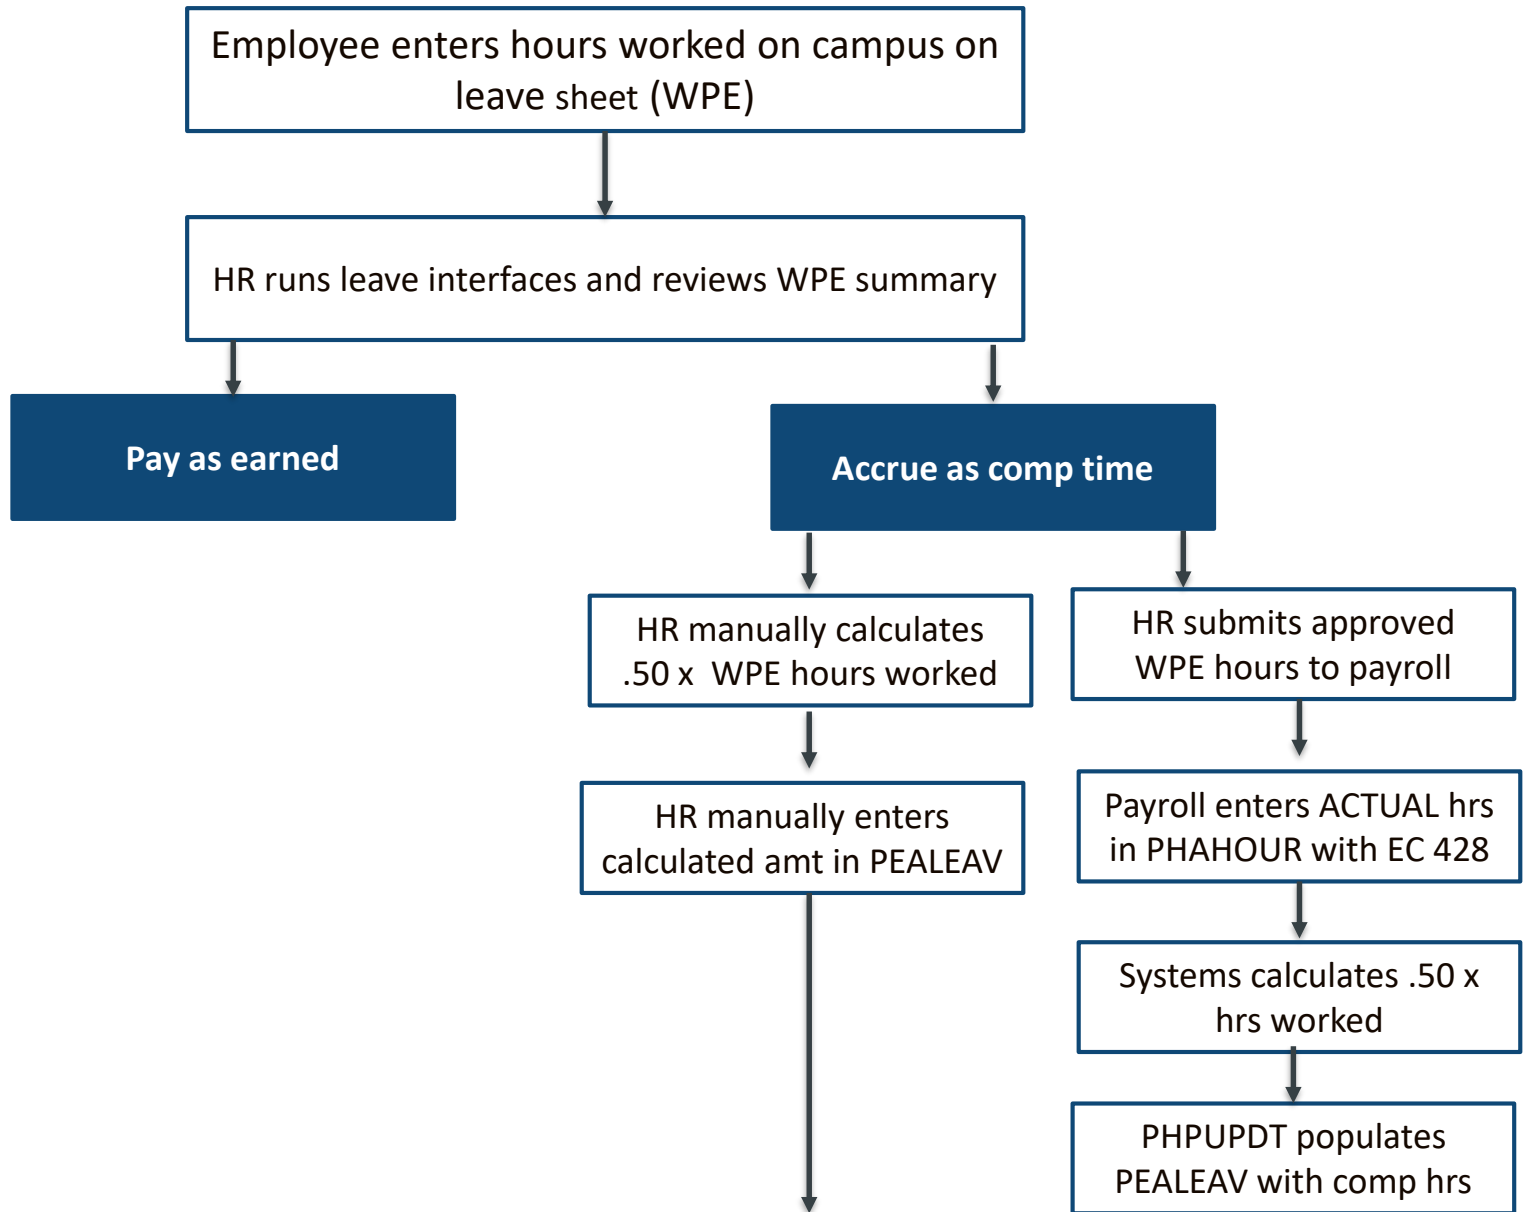 Employee enters hours worked on campus on
leave sheet (WPE)
HR runs leave interfaces and reviews WPE summary
Pay as earned
Accrue as comp time
HR manually calculates
.50 x WPE hours worked
HR submits approved
WPE hours to payroll
HR manually enters
calculated amt in PEALEAV
Payroll enters ACTUAL hrs
in PHAHOUR with EC 428
Systems calculates .50 x
hrs worked
PHPUPDT populates
PEALEAV with comp hrs